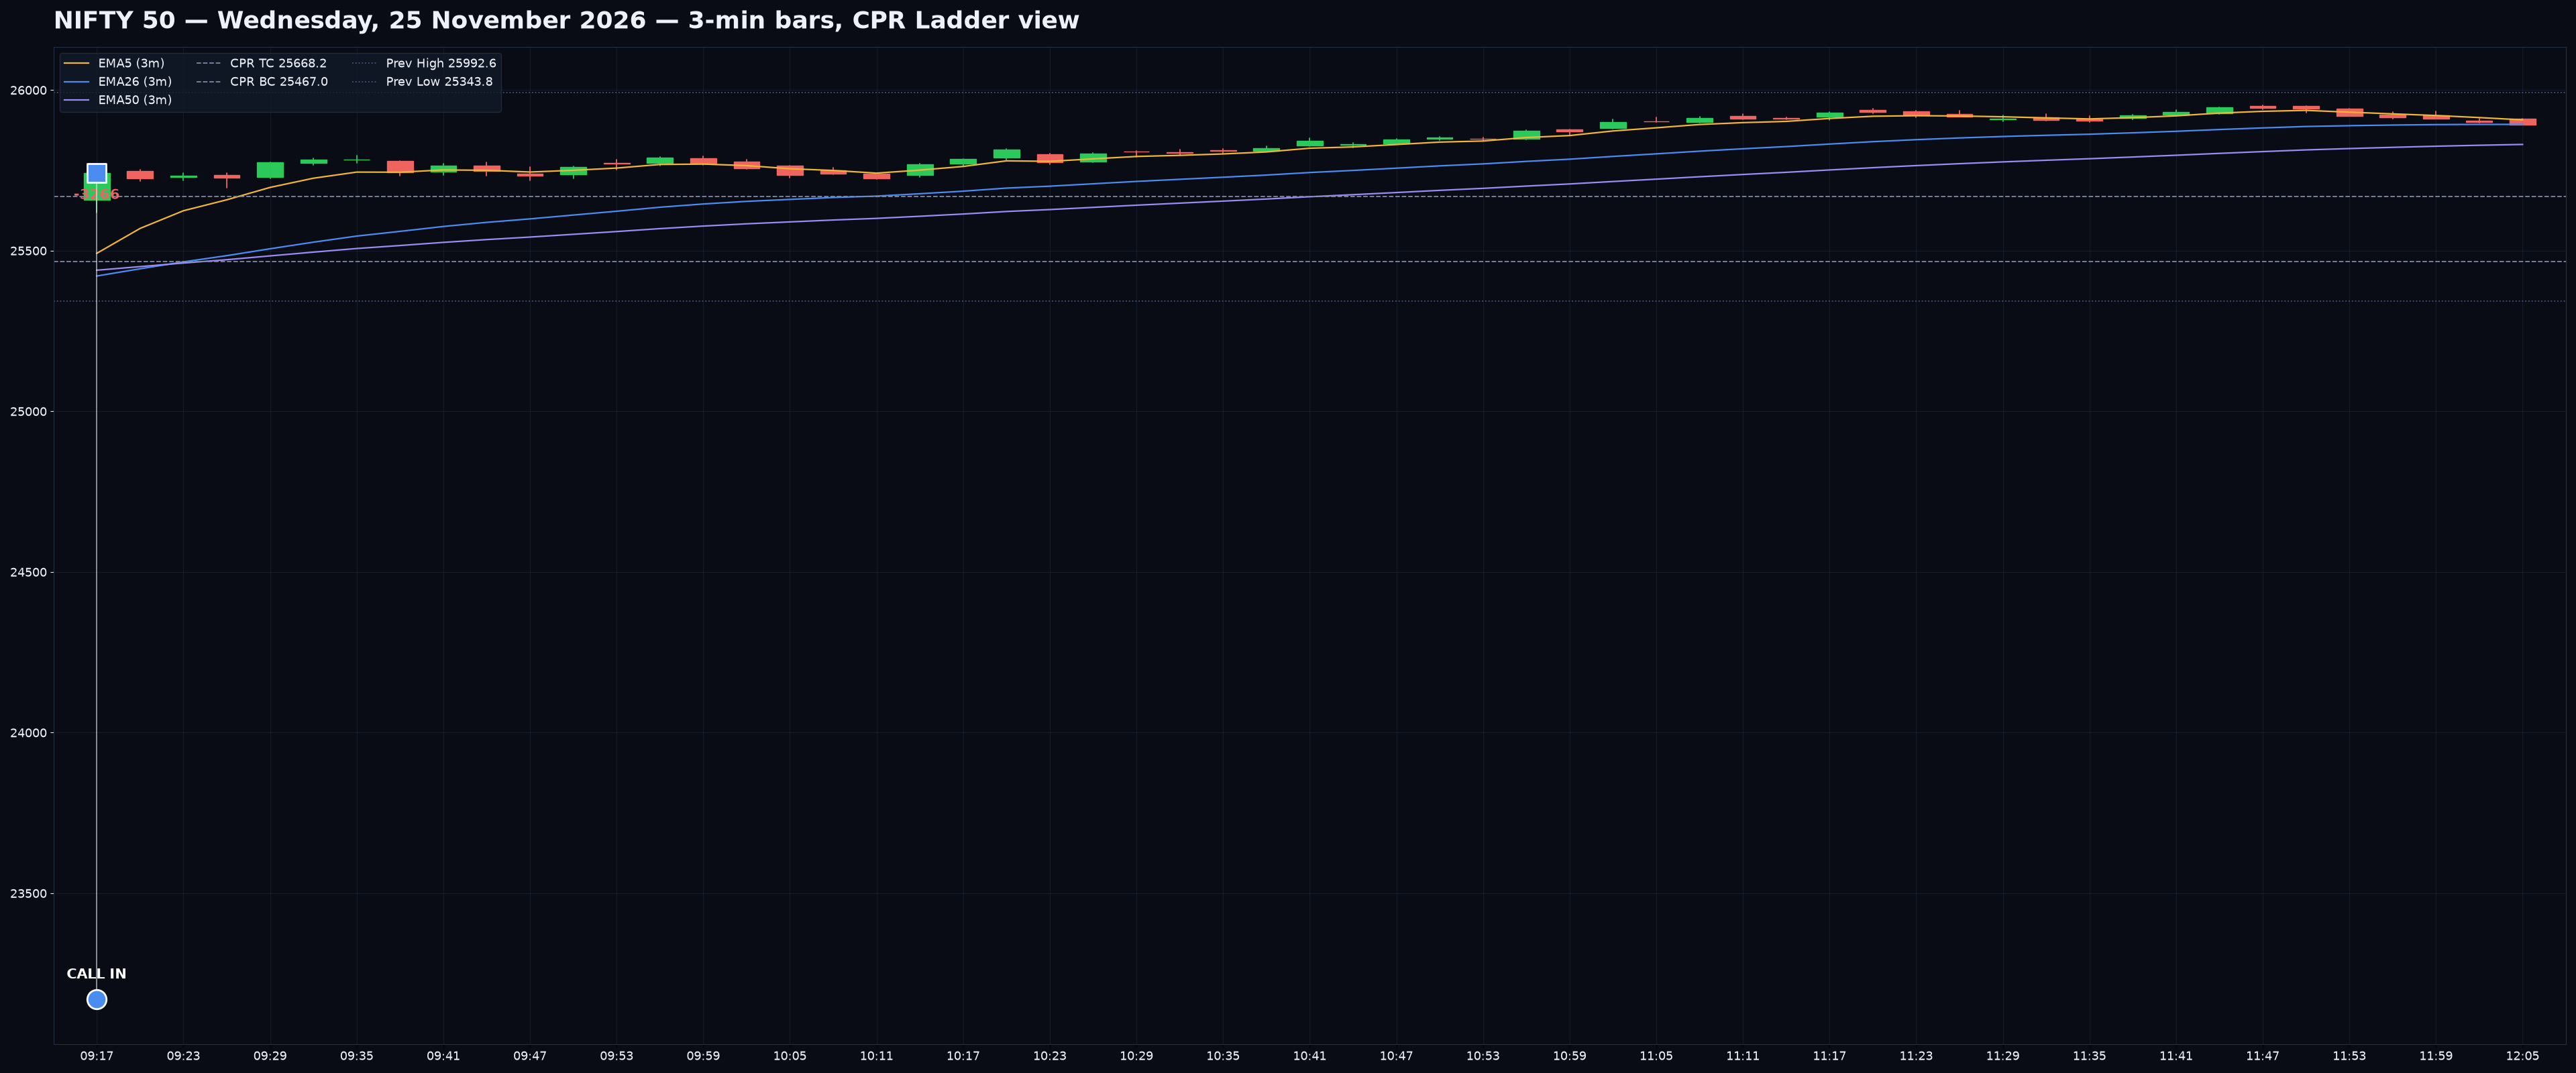 NIFTY 50 — Wednesday, 25 November 2026 — 3-min bars, CPR Ladder view
EMA5 (3m)
EMA26 (3m)
EMA50 (3m)
CPR TC 25668.2
CPR BC 25467.0
Prev High 25992.6
Prev Low 25343.8
26000
25500
25000
24500
24000
23500
CALL IN
09:17 09:23 09:29 09:35 09:41 09:47 09:53 09:59 10:05 10:11 10:17 10:23 10:29 10:35 10:41 10:47 10:53 10:59 11:05 11:11 11:17 11:23 11:29 11:35 11:41 11:47 11:53 11:59 12:05